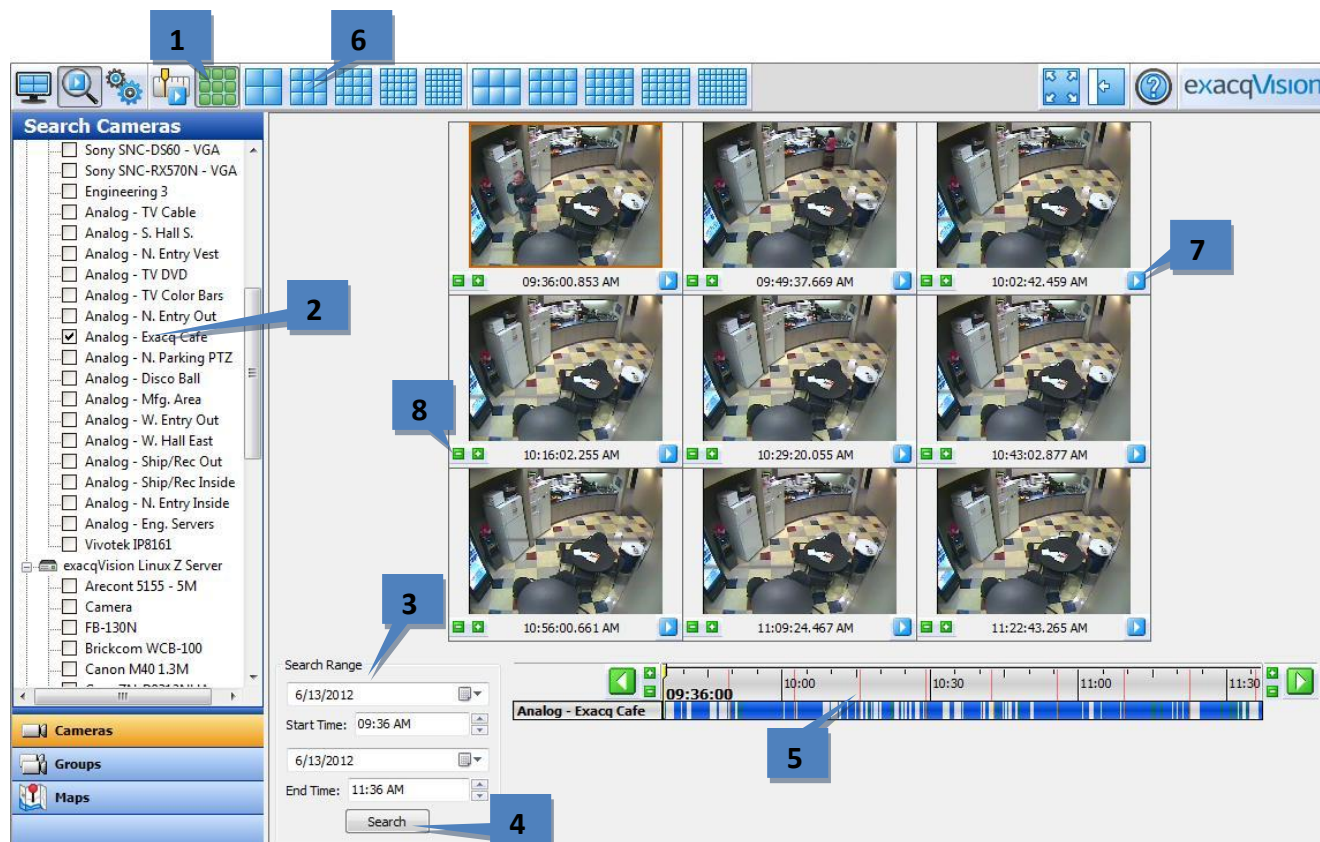 1
6
exacqVision
Search Cameras
Sony SNC-DS60 - VGA
Sony SNC-RX570N - VGA
Engineering 3
Analog - TV Cable
Analog - S. Hall S.
Analog - N. Entry Vest
Analog - TV DVD
Analog - TV Color Bars
Analog - N. Entry Out
Analog - Exacq Cafe
Analog - N. Parking PTZ
Analog - Disco Ball
Analog - Mfg. Area
Analog - W. Entry Out
Analog - W. Hall East
Analog - Ship/Rec Out
Analog - Ship/Rec Inside
Analog - N. Entry Inside
Analog - Eng. Servers
Vivotek IP8161
exacqVision Linux Z Server
Arecont 5155 - 5M
Camera
FB-130N
Brickcom WCB-100
Canon M40 1.3M
Cameras
Groups
Maps
2
7
09:36:00.853 AM
09:49:37.669 AM
10:02:42.459 AM
8
10:16:02.255 AM
10:29:20.055 AM
10:43:02.877 AM
10:56:00.661 AM
11:09:24.467 AM
11:22:43.265 AM
3
Search Range
6/13/2012
Start Time: 09:36 AM
6/13/2012
End Time: 11:36 AM
Search
4
09:36:00
10:00
10:30
11:00
11:30
Analog - Exacq Cafe
5